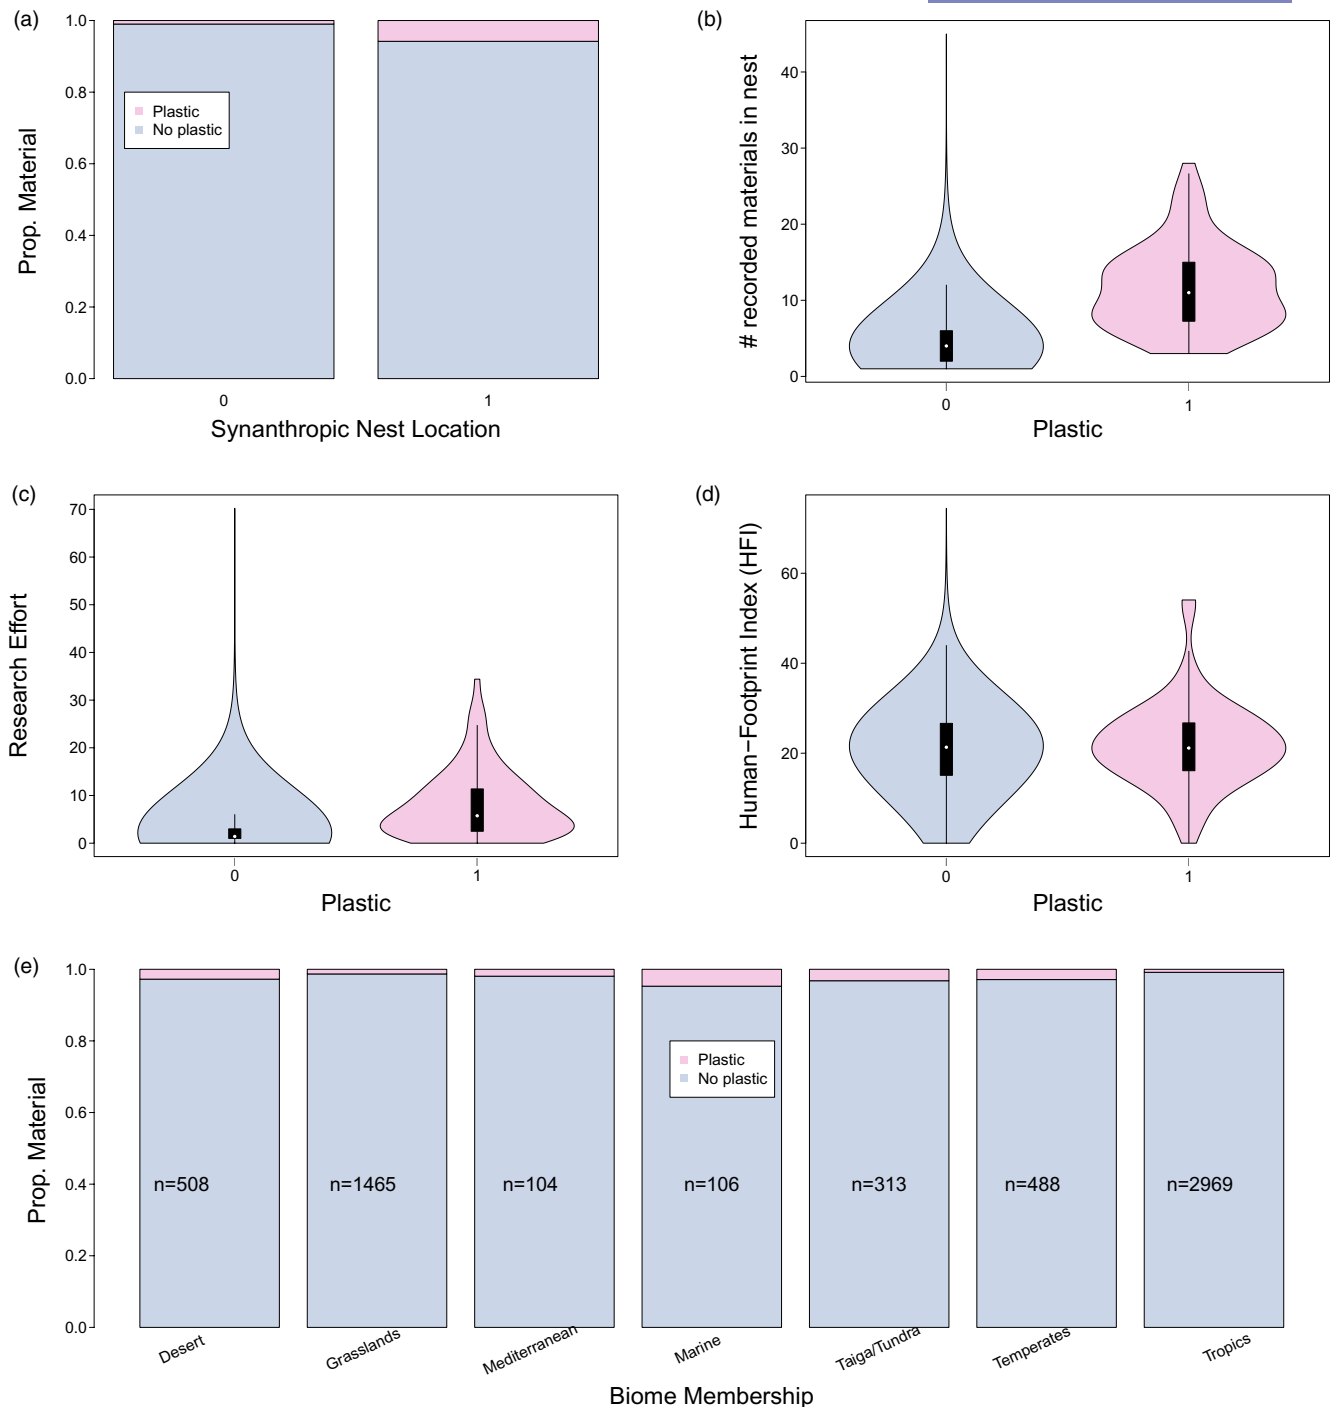 (a)
Prop. Material
1.0
0.8
0.6
0.4
0.2
0.0
Plastic
No plastic
0
1
Synanthropic Nest Location
(b)
# recorded materials in nest
40
30
20
10
0
0
1
Plastic
(c)
Research Effort
70
60
50
40
30
20
10
0
0
1
Plastic
(d)
Human−Footprint Index (HFI)
60
40
20
0
0
1
Plastic
(e)
Prop. Material
1.0
0.8
0.6
0.4
0.2
0.0
Plastic
No plastic
n=508
n=1465
n=104
n=106
n=313
n=488
n=2969
Desert
Grasslands
Mediterranean
Marine
Taiga/Tundra
Temperates
Tropics
Biome Membership